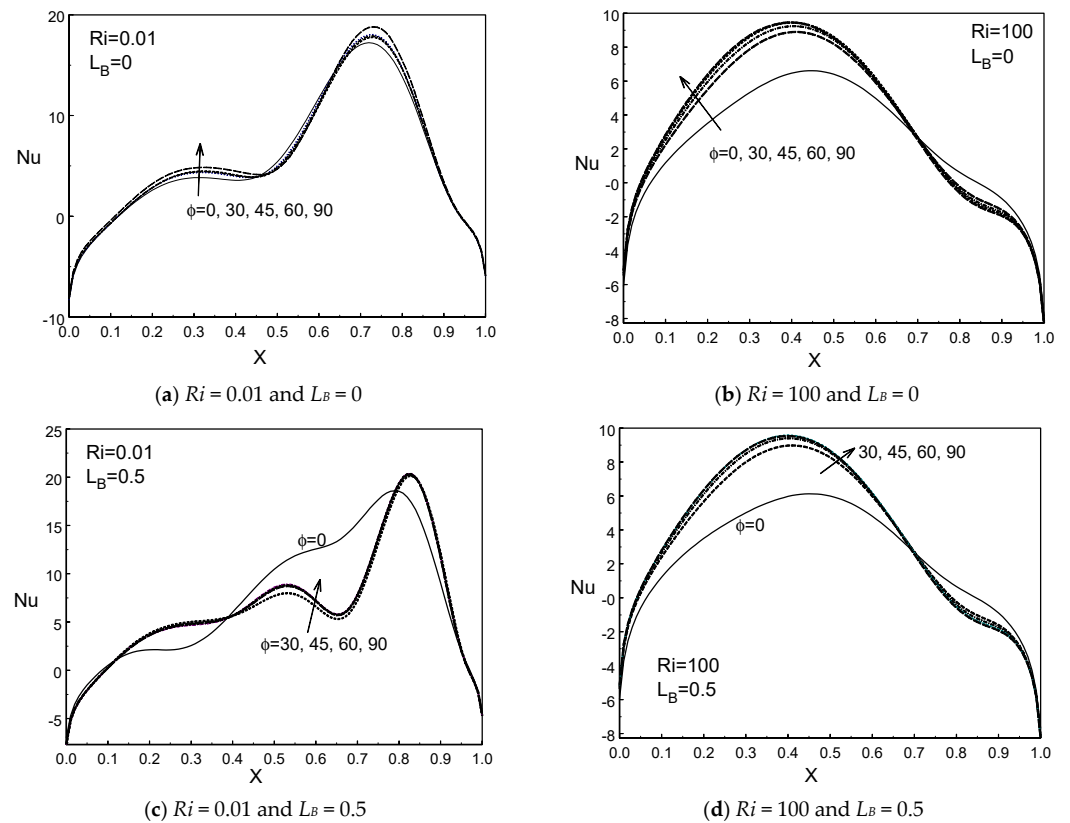 20
10
0
-10
Nu
Ri=0.01
L_B=0
ϕ=0, 30, 45, 60, 90
0.0 0.1 0.2 0.3 0.4 0.5 0.6 0.7 0.8 0.9 1.0
X
(a) Ri = 0.01 and L_B = 0
10
8
6
4
2
-0
-2
-4
-6
-8
Nu
Ri=100
L_B=0
ϕ=0, 30, 45, 60, 90
0.0 0.1 0.2 0.3 0.4 0.5 0.6 0.7 0.8 0.9 1.0
X
(b) Ri = 100 and L_B = 0
25
20
15
10
5
0
-5
Nu
Ri=0.01
L_B=0.5
ϕ=0
ϕ=30, 45, 60, 90
0.0 0.1 0.2 0.3 0.4 0.5 0.6 0.7 0.8 0.9 1.0
X
(c) Ri = 0.01 and L_B = 0.5
10
8
6
4
2
-0
-2
-4
-6
-8
Nu
30, 45, 60, 90
ϕ=0
Ri=100
L_B=0.5
0.0 0.1 0.2 0.3 0.4 0.5 0.6 0.7 0.8 0.9 1.0
X
(d) Ri = 100 and L_B = 0.5